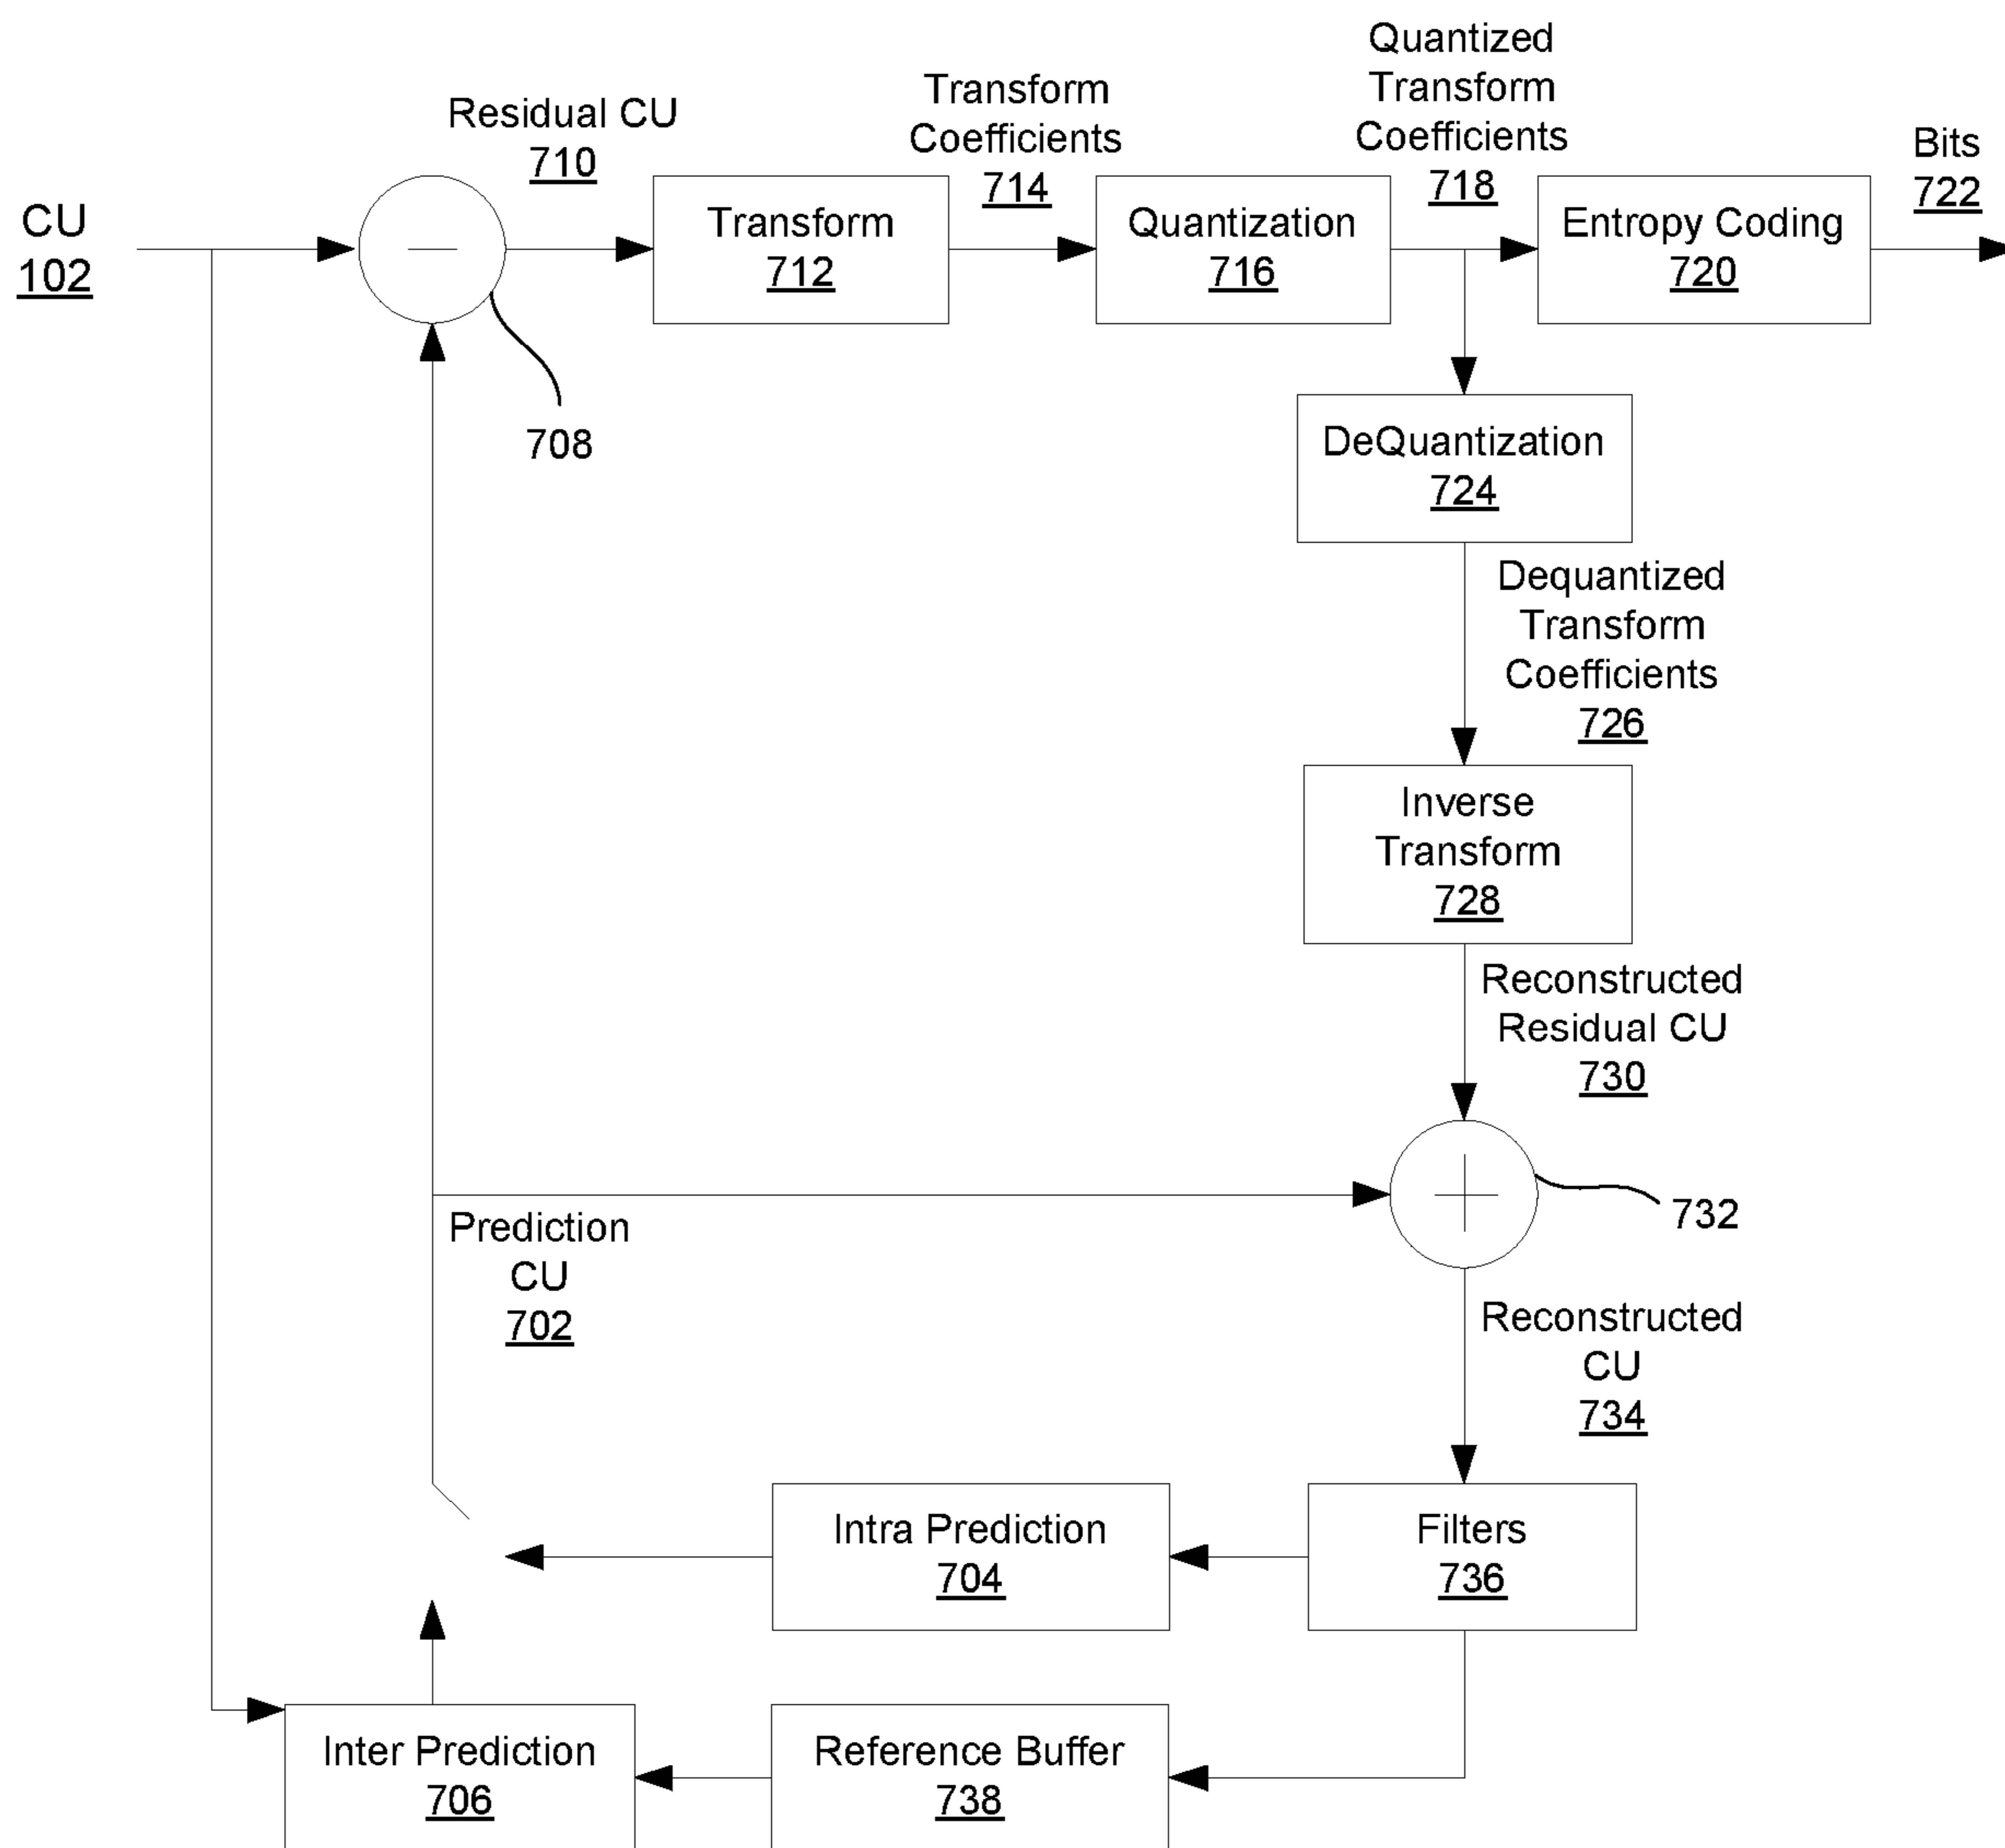 CU
102
Residual CU
710
708
Transform
712
Transform
Coefficients
714
Quantization
716
Quantized
Transform
Coefficients
718
Entropy Coding
720
Bits
722
DeQuantization
724
Dequantized
Transform
Coefficients
726
Inverse
Transform
728
Reconstructed
Residual CU
730
732
Prediction
CU
702
Reconstructed
CU
734
Intra Prediction
704
Filters
736
Inter Prediction
706
Reference Buffer
738